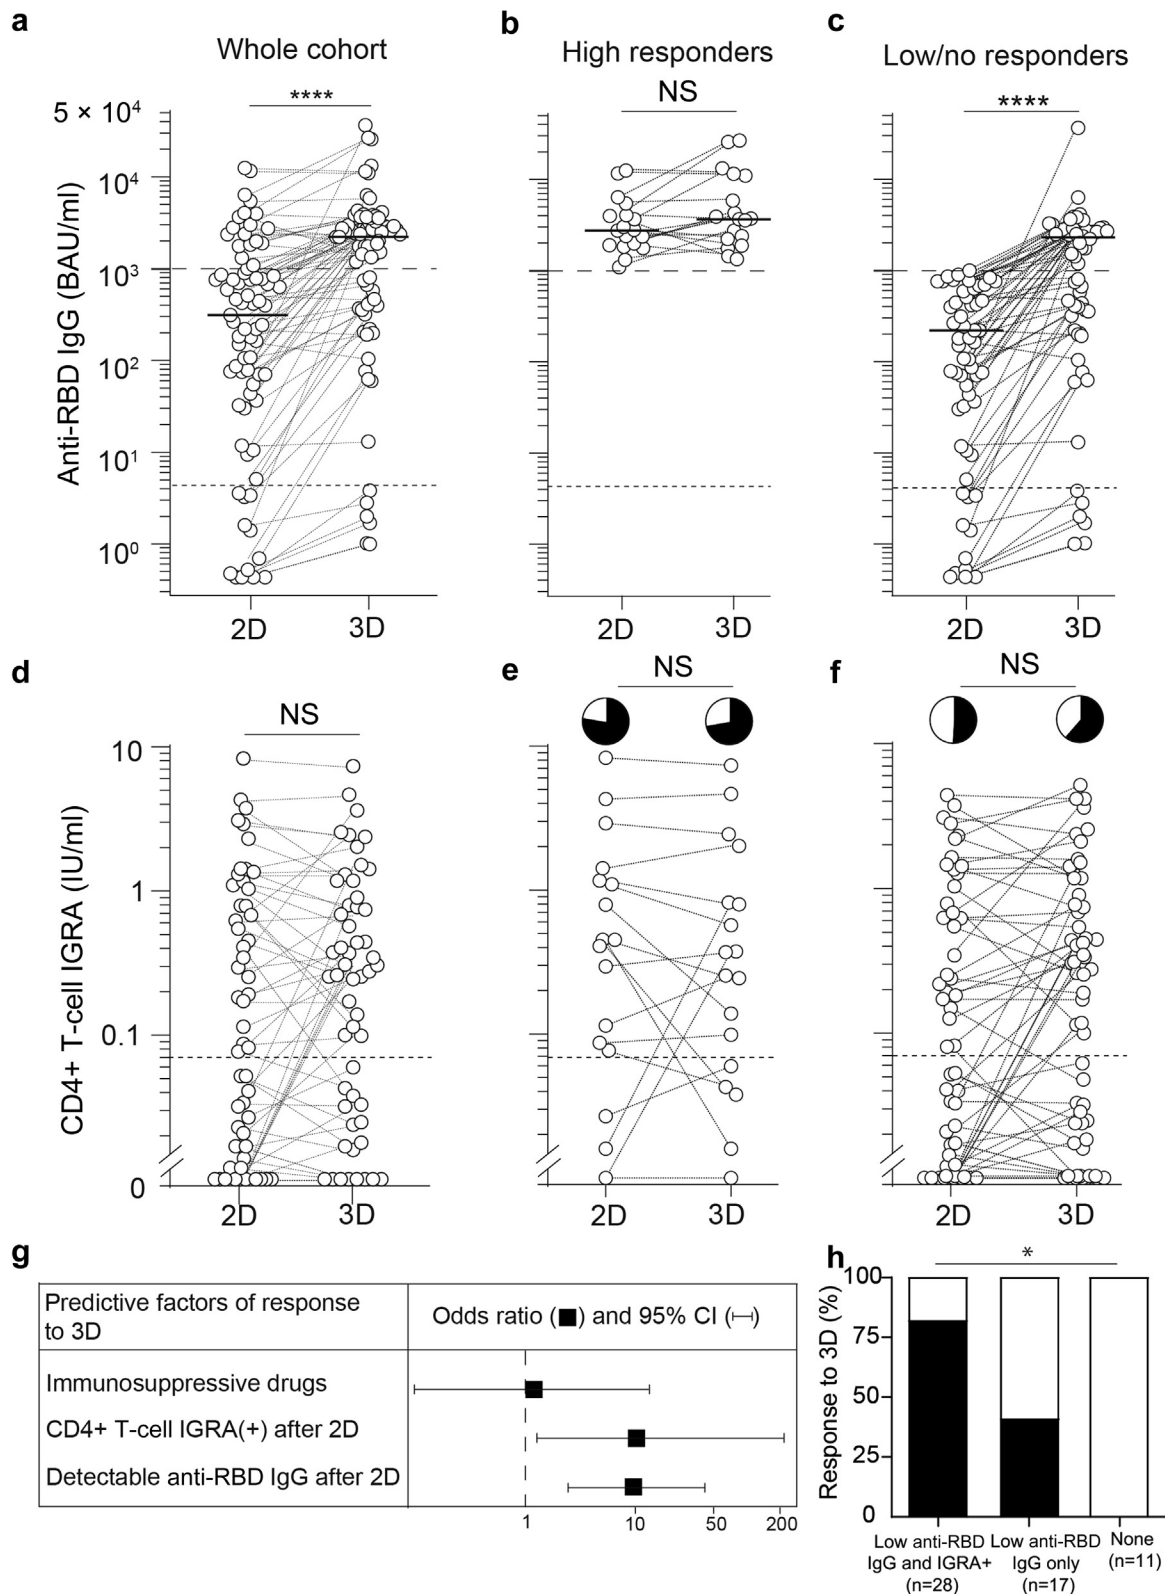 a
b
c
Whole cohort
High responders
Low/no responders
****
NS
****
Anti-RBD IgG (BAU/ml)
5 × 10⁴
10⁴
10³
10²
10¹
10⁰
2D
3D
2D
3D
2D
3D
d
e
f
NS
NS
NS
CD4+ T-cell IGRA (IU/ml)
10
1
0.1
0
2D
3D
2D
3D
2D
3D
g
Predictive factors of response
to 3D
Odds ratio (■) and 95% CI (⊢⊣)
Immunosuppressive drugs
CD4+ T-cell IGRA(+) after 2D
Detectable anti-RBD IgG after 2D
1
10
50
200
h
*
Response to 3D (%)
100
75
50
25
0
Low anti-RBD
IgG and IGRA+
(n=28)
Low anti-RBD
IgG only
(n=17)
None
(n=11)